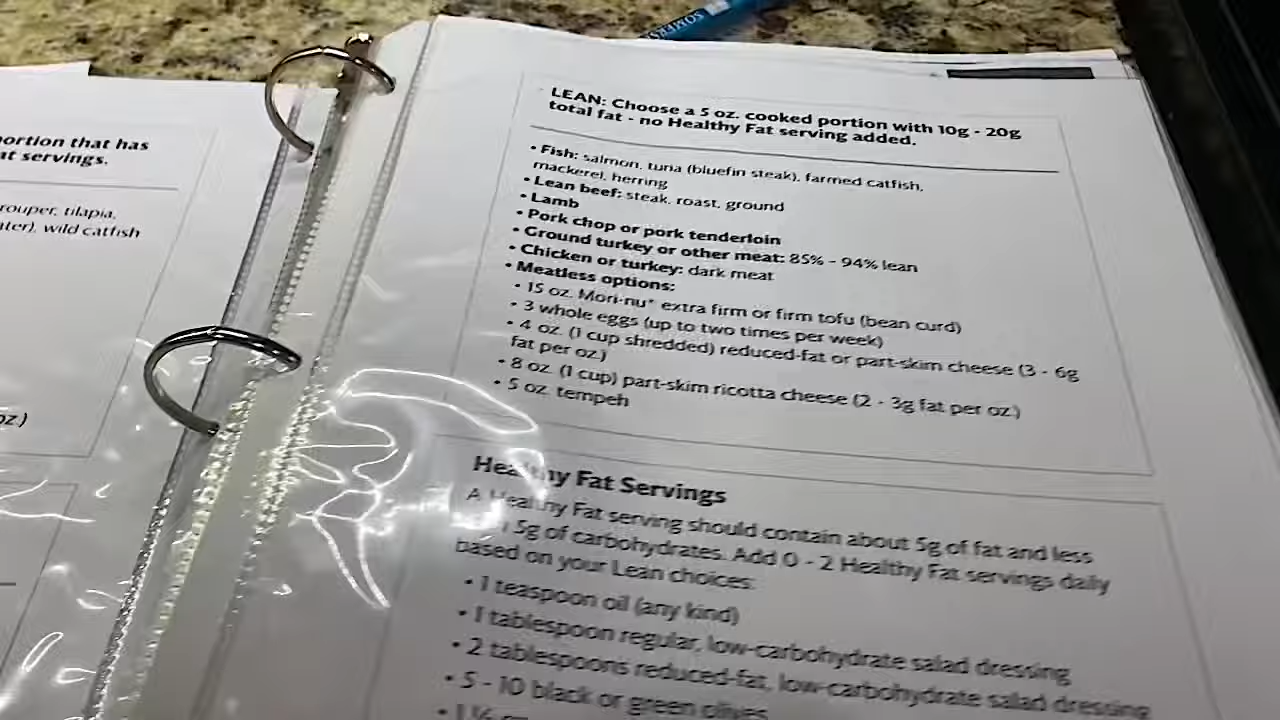 SOMERS
ortion that has
at servings.
rouper, tilapia,
ater), wild catfish
oz.)
LEAN: Choose a 5 oz. cooked portion with 10g - 20g
total fat - no Healthy Fat serving added.
• Fish: salmon, tuna (bluefin steak), farmed catfish,
mackerel, herring
• Lean beef: steak, roast, ground
• Lamb
• Pork chop or pork tenderloin
• Ground turkey or other meat: 85% - 94% lean
• Chicken or turkey: dark meat
• Meatless options:
• 15 oz. Mori-nu® extra firm or firm tofu (bean curd)
• 3 whole eggs (up to two times per week)
• 4 oz. (1 cup shredded) reduced-fat or part-skim cheese (3 - 6g
fat per oz.)
• 8 oz. (1 cup) part-skim ricotta cheese (2 - 3g fat per oz.)
• 5 oz. tempeh
Healthy Fat Servings
A Healthy Fat serving should contain about 5g of fat and less
5g of carbohydrates. Add 0 - 2 Healthy Fat servings daily
based on your Lean choices:
• 1 teaspoon oil (any kind)
• 1 tablespoon regular, low-carbohydrate salad dressing
• 2 tablespoons reduced-fat, low-carbohydrate salad dressing
• 5 - 10 black or green olives